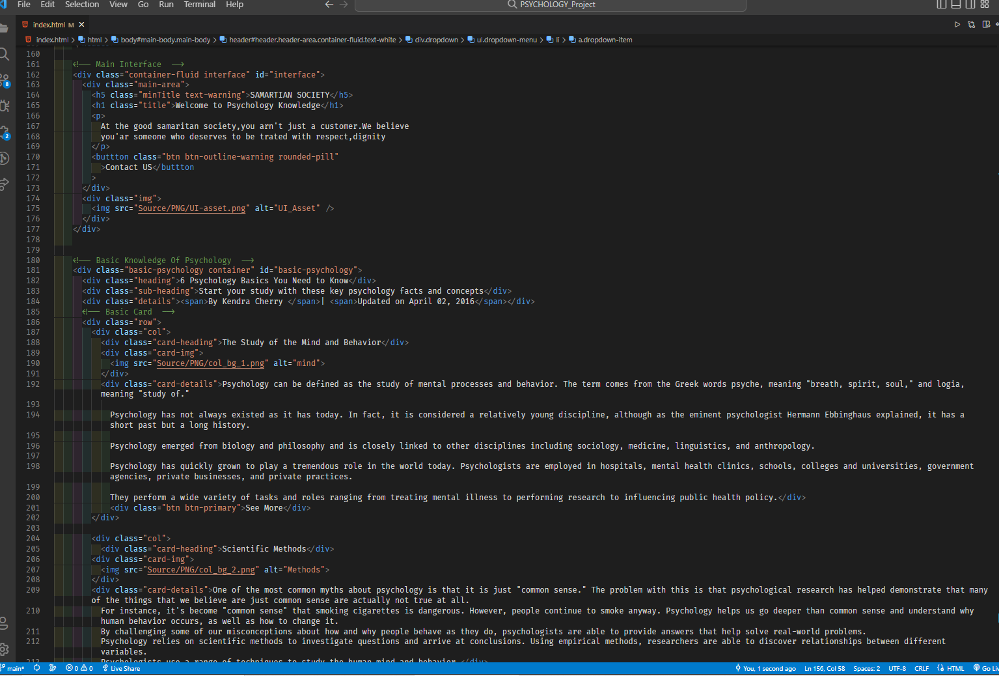 File Edit Selection View Go Run Terminal Help PSYCHOLOGY_Project
index.html M
index.html > html > body#main-body.main-body > header#header.header-area.container-fluid.text-white > div.dropdown > ul.dropdown-menu > li > a.dropdown-item
160
161 <!-- Main Interface -->
162 <div class="container-fluid interface" id="interface">
163 <div class="main-area">
164 <h5 class="minTitle text-warning">SAMARTIAN SOCIETY</h5>
165 <h1 class="title">Welcome to Psychology Knowledge</h1>
166 <p>
167 At the good samaritan society,you arn't just a customer.We believe
168 you'ar someone who deserves to be trated with respect,dignity
169 </p>
170 <buttton class="btn btn-outline-warning rounded-pill"
171 >Contact US</buttton
172 >
173 </div>
174 <div class="img">
175 <img src="Source/PNG/UI-asset.png" alt="UI_Asset" />
176 </div>
177 </div>
178
179
180 <!-- Basic Knowledge Of Psychology -->
181 <div class="basic-psychology container" id="basic-psychology">
182 <div class="heading">6 Psychology Basics You Need to Know</div>
183 <div class="sub-heading">Start your study with these key psychology facts and concepts</div>
184 <div class="details"><span>By Kendra Cherry </span>| <span>Updated on April 02, 2016</span></div>
185 <!-- Basic Card -->
186 <div class="row">
187 <div class="col">
188 <div class="card-heading">The Study of the Mind and Behavior</div>
189 <div class="card-img">
190 <img src="Source/PNG/col_bg_1.png" alt="mind">
191 </div>
192 <div class="card-details">Psychology can be defined as the study of mental processes and behavior. The term comes from the Greek words psyche, meaning "breath, spirit, soul," and logia,
meaning "study of."
193
194 Psychology has not always existed as it has today. In fact, it is considered a relatively young discipline, although as the eminent psychologist Hermann Ebbinghaus explained, it has a
short past but a long history.
195
196 Psychology emerged from biology and philosophy and is closely linked to other disciplines including sociology, medicine, linguistics, and anthropology.
197
198 Psychology has quickly grown to play a tremendous role in the world today. Psychologists are employed in hospitals, mental health clinics, schools, colleges and universities, government
agencies, private businesses, and private practices.
199
200 They perform a wide variety of tasks and roles ranging from treating mental illness to performing research to influencing public health policy.</div>
201 <div class="btn btn-primary">See More</div>
202 </div>
203
204 <div class="col">
205 <div class="card-heading">Scientific Methods</div>
206 <div class="card-img">
207 <img src="Source/PNG/col_bg_2.png" alt="Methods">
208 </div>
209 <div class="card-details">One of the most common myths about psychology is that it is just "common sense." The problem with this is that psychological research has helped demonstrate that many
of the things that we believe are just common sense are actually not true at all.
210 For instance, it's become "common sense" that smoking cigarettes is dangerous. However, people continue to smoke anyway. Psychology helps us go deeper than common sense and understand why
human behavior occurs, as well as how to change it.
211 By challenging some of our misconceptions about how and why people behave as they do, psychologists are able to provide answers that help solve real-world problems.
212 Psychology relies on scientific methods to investigate questions and arrive at conclusions. Using empirical methods, researchers are able to discover relationships between different
variables.
213 Psychologists use a range of techniques to study the human mind and behavior </div>
8
2
main* 0 0 Live Share You, 1 second ago Ln 156, Col 58 Spaces: 2 UTF-8 CRLF HTML Go Liv